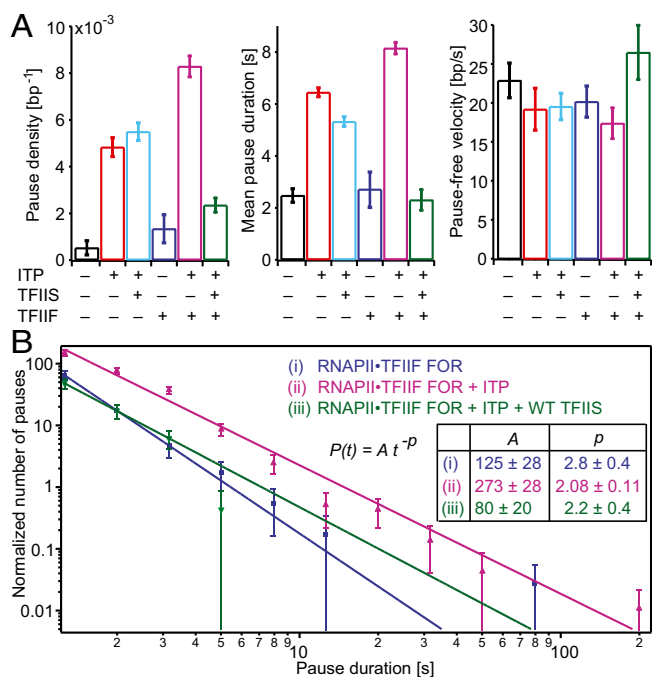 A
×10⁻³
Pause density [bp⁻¹]
8
6
4
2
0
Mean pause duration [s]
8
6
4
2
0
Pause-free velocity [bp/s]
30
25
20
15
10
5
0
ITP – + + – + + – + + – + + – + + – + +
TFIIS – – + – – + – – + – – + – – + – – +
TFIIF – – – + + + – – – + + + – – – + + +
B
Normalized number of pauses
100
10
1
0.1
0.01
(i) RNAPII•TFIIF FOR
(ii) RNAPII•TFIIF FOR + ITP
(iii) RNAPII•TFIIF FOR + ITP + WT TFIIS
P(t) = A t⁻ᵖ
A p
(i) 125 ± 28 2.8 ± 0.4
(ii) 273 ± 28 2.08 ± 0.11
(iii) 80 ± 20 2.2 ± 0.4
2 3 4 5 6 7 8 9 10 2 3 4 5 6 7 8 9 100 2
Pause duration [s]